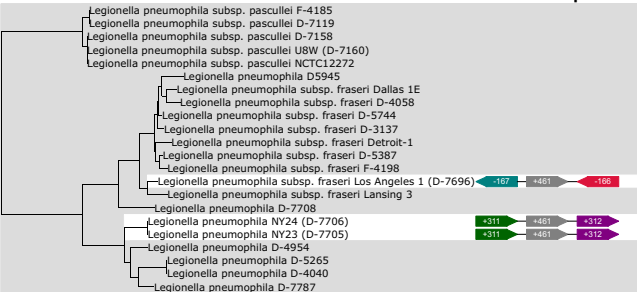 Legionella pneumophila subsp. pascullei F-4185
Legionella pneumophila subsp. pascullei D-7119
Legionella pneumophila subsp. pascullei D-7158
Legionella pneumophila subsp. pascullei U8W (D-7160)
Legionella pneumophila subsp. pascullei NCTC12272
Legionella pneumophila D5945
Legionella pneumophila subsp. fraseri Dallas 1E
Legionella pneumophila subsp. fraseri D-4058
Legionella pneumophila subsp. fraseri D-5744
Legionella pneumophila subsp. fraseri D-3137
Legionella pneumophila subsp. fraseri Detroit-1
Legionella pneumophila subsp. fraseri D-5387
Legionella pneumophila subsp. fraseri F-4198
Legionella pneumophila subsp. fraseri Los Angeles 1 (D-7696) -167 +461 -166
Legionella pneumophila subsp. fraseri Lansing 3
Legionella pneumophila D-7708
Legionella pneumophila NY24 (D-7706) +311 +461 +312
Legionella pneumophila NY23 (D-7705) +311 +461 +312
Legionella pneumophila D-4954
Legionella pneumophila D-5265
Legionella pneumophila D-4040
Legionella pneumophila D-7787